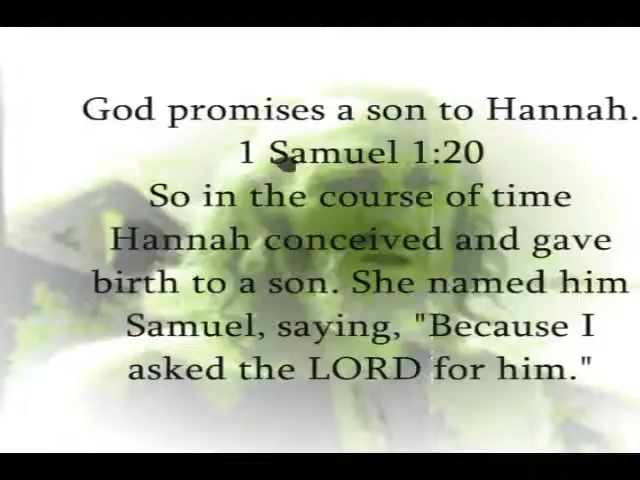 God promises a son to Hannah.
1 Samuel 1:20
So in the course of time
Hannah conceived and gave
birth to a son. She named him
Samuel, saying, "Because I
asked the LORD for him."